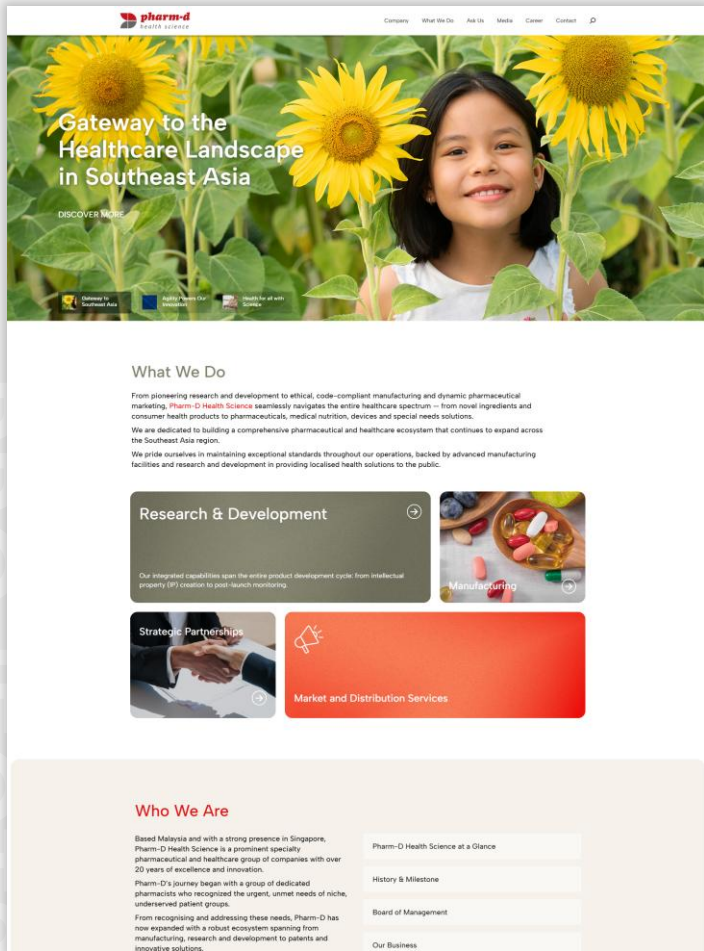 pharm-d
health science
Company What We Do Ask Us Media Career Contact
Gateway to the
Healthcare Landscape
in Southeast Asia
DISCOVER MORE
Gateway to
Southeast Asia
Agility Powers Our
Innovation
Health for all with
Science
What We Do
From pioneering research and development to ethical, code-compliant manufacturing and dynamic pharmaceutical
marketing, Pharm-D Health Science seamlessly navigates the entire healthcare spectrum — from novel ingredients and
consumer health products to pharmaceuticals, medical nutrition, devices and special needs solutions.
We are dedicated to building a comprehensive pharmaceutical and healthcare ecosystem that continues to expand across
the Southeast Asia region.
We pride ourselves in maintaining exceptional standards throughout our operations, backed by advanced manufacturing
facilities and research and development in providing localised health solutions to the public.
Research & Development
Our integrated capabilities span the entire product development cycle: from intellectual
property (IP) creation to post-launch monitoring.
Manufacturing
Strategic Partnerships
Market and Distribution Services
Who We Are
Based Malaysia and with a strong presence in Singapore,
Pharm-D Health Science is a prominent specialty
pharmaceutical and healthcare group of companies with over
20 years of excellence and innovation.
Pharm-D's journey began with a group of dedicated
pharmacists who recognized the urgent, unmet needs of niche,
underserved patient groups.
From recognising and addressing these needs, Pharm-D has
now expanded with a robust ecosystem spanning from
manufacturing, research and development to patents and
innovative solutions.
Pharm-D Health Science at a Glance
History & Milestone
Board of Management
Our Business